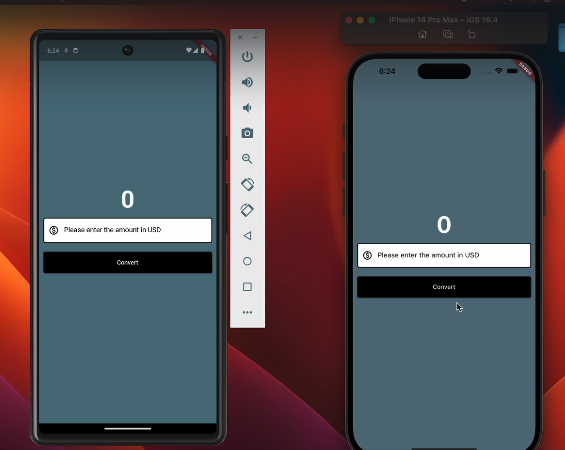 iPhone 14 Pro Max – iOS 16.4
6:24
DEBUG
0
Please enter the amount in USD
Convert
6:24
DEBUG
0
Please enter the amount in USD
Convert